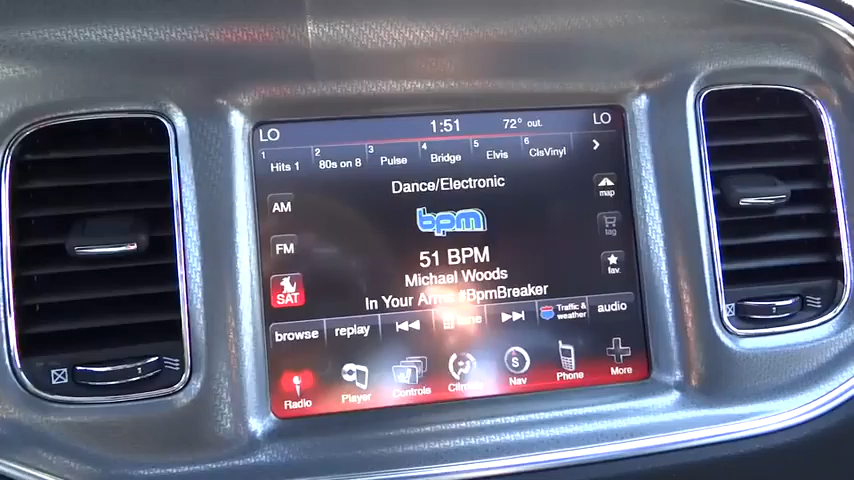 LO 1:51 72° out. LO
1 Hits 1 2 80s on 8 3 Pulse 4 Bridge 5 Elvis 6 ClsVinyl >
Dance/Electronic
AM
map
bpm
FM
tag
51 BPM
Michael Woods
SAT
fav.
In Your Arms #BpmBreaker
browse replay tune Traffic & weather audio
Radio Player Controls Climate Nav Phone More